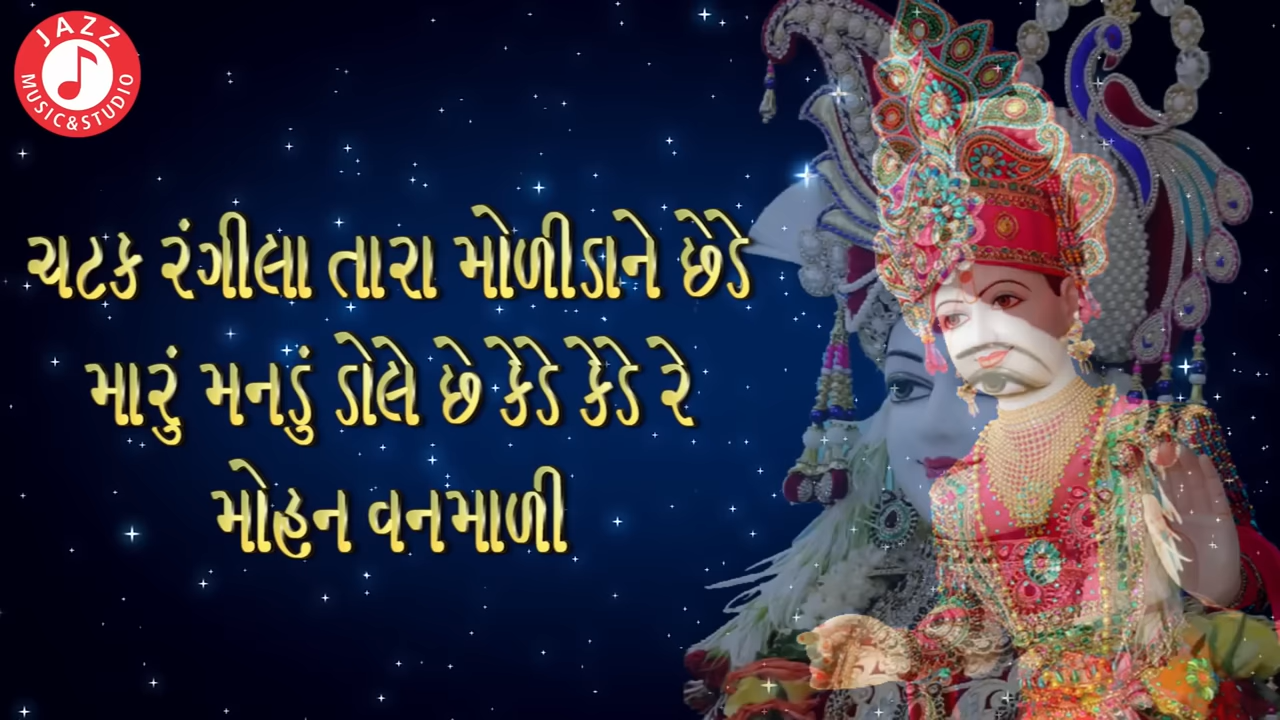 JAZZ
MUSIC&STUDIO
ચટક રંગીલા તારા મોળીડાને છેડે
મારું મનડું ડોલે છે કેડે કેડે રે
મોહન વનમાળી